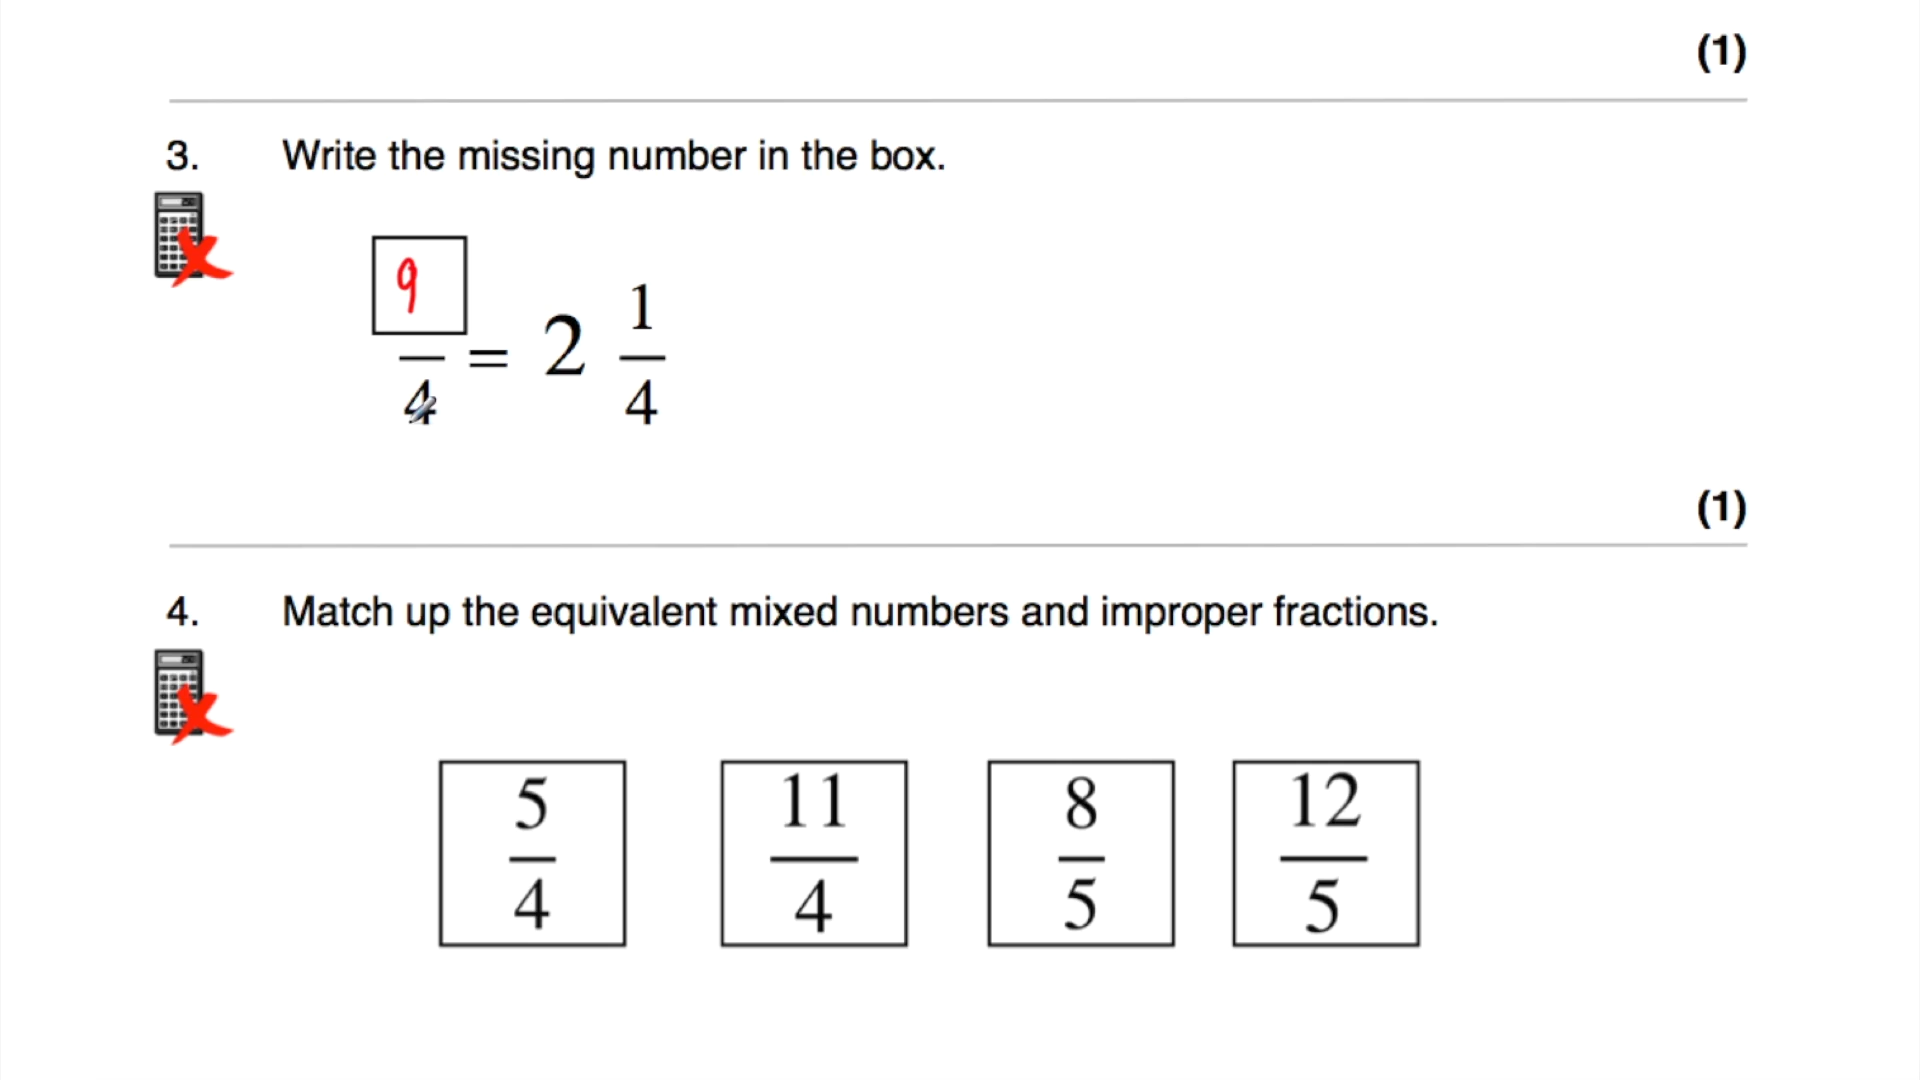 (1)
3. Write the missing number in the box.
9
1
= 2
4 4
(1)
4. Match up the equivalent mixed numbers and improper fractions.
5 11 8 12
4 4 5 5